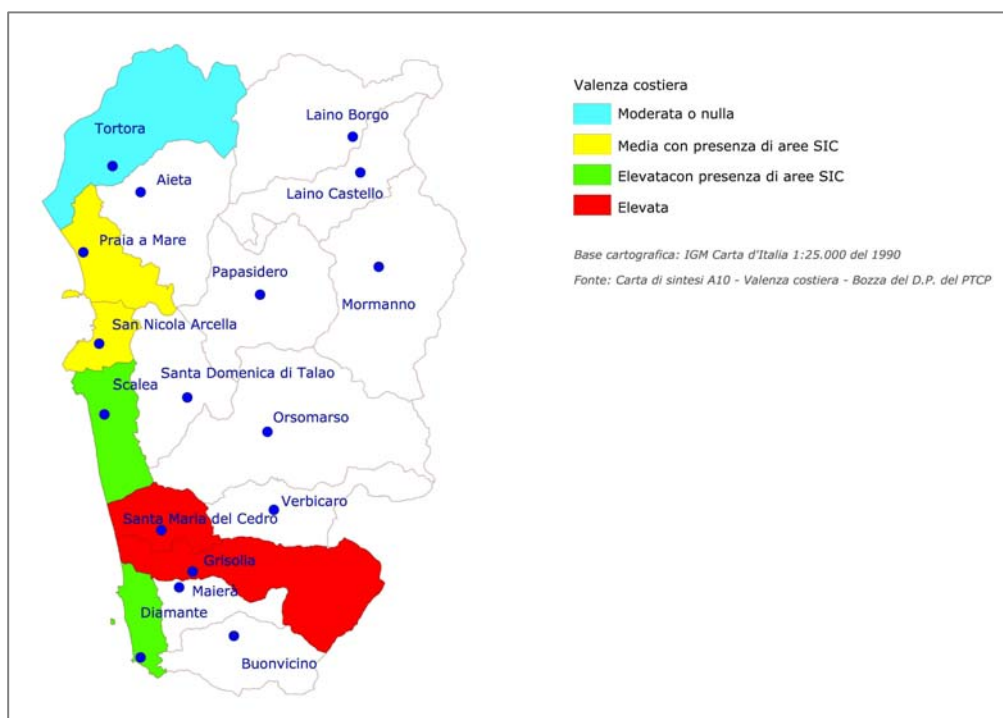 Valenza costiera
Moderata o nulla
Media con presenza di aree SIC
Elevatacon presenza di aree SIC
Elevata
Base cartografica: IGM Carta d'Italia 1:25.000 del 1990
Fonte: Carta di sintesi A10 - Valenza costiera - Bozza del D.P. del PTCP
Laino Borgo
Tortora
Aieta
Laino Castello
Praia a Mare
Papasidero
Mormanno
San Nicola Arcella
Santa Domenica di Talao
Scalea
Orsomarso
Verbicaro
Santa Maria del Cedro
Grisolia
Maierà
Diamante
Buonvicino